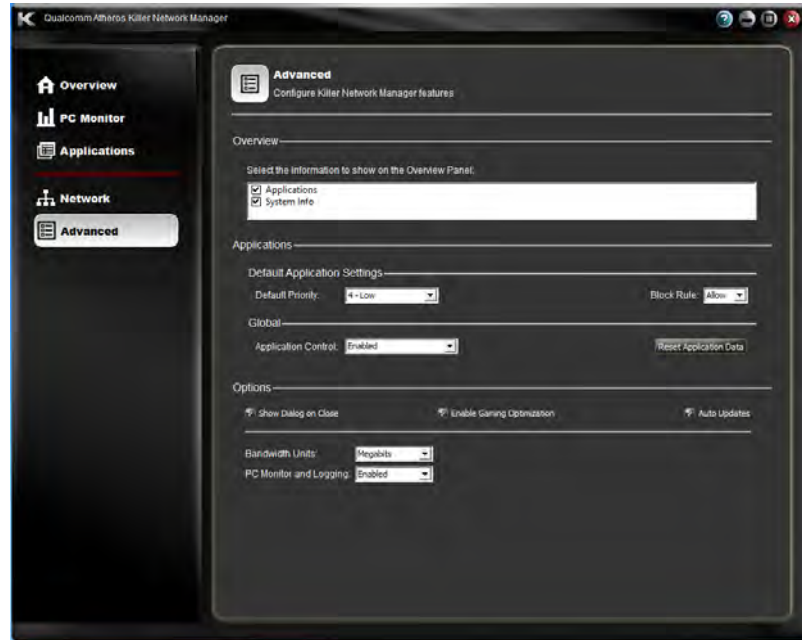 Qualcomm Atheros Killer Network Manager
Overview
PC Monitor
Applications
Network
Advanced
Advanced
Configure Killer Network Manager features
Overview
Select the information to show on the Overview Panel:
Applications
System Info
Applications
Default Application Settings
Default Priority: 4 - Low Block Rule: Allow
Global
Application Control: Enabled Reset Application Data
Options
Show Dialog on Close Enable Gaming Optimization Auto Updates
Bandwidth Units: Megabits
PC Monitor and Logging: Enabled